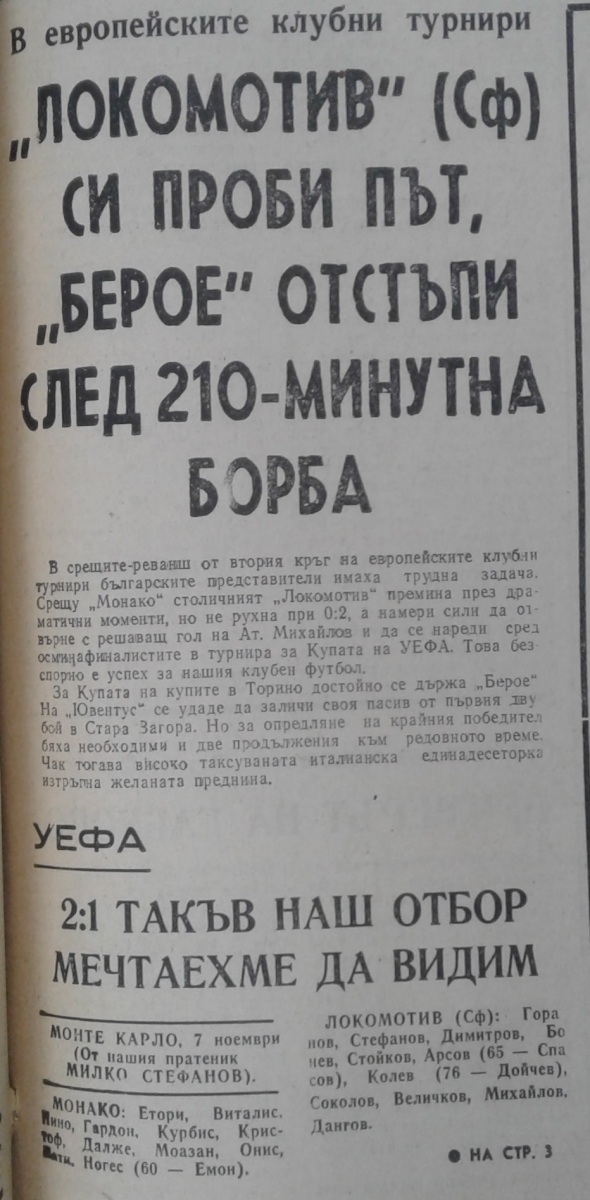 В европейските клубни турнири
„ЛОКОМОТИВ“ (Сф)
СИ ПРОБИ ПЪТ,
„БЕРОЕ“ ОТСТЪПИ
СЛЕД 210-МИНУТНА
БОРБА
В срещите-реванш от втория кръг на европейските клубни
турнири българските представители имаха трудна задача.
Срещу „Монако“ столичният „Локомотив“ премина през дра-
матични моменти, но не рухна при 0:2, а намери сили да от-
върне с решаващ гол на Ат. Михайлов и да се нареди сред
осминафиналистите в турнира за Купата на УЕФА. Това без-
спорно е успех за нашия клубен футбол.
За Купата на купите в Торино достойно се държа „Берое“
На „Ювентус“ се удаде да заличи своя пасив от първия дву
бой в Стара Загора. Но за опредляне на крайния победител
бяха необходими и две продължения към редовното време.
Чак тогава високо таксуваната италианска единадесеторка
изтръпна желаната преднина.
УЕФА
2:1 ТАКЪВ НАШ ОТБОР
МЕЧТАЕХМЕ ДА ВИДИМ
МОНТЕ КАРЛО, 7 ноември
(От нашия пратеник
МИЛКО СТЕФАНОВ).
МОНАКО: Етори, Виталис,
Нино, Гардон, Курбис, Крис-
тоф, Далже, Моазан, Онис,
Ногес (60 — Емон).
ЛОКОМОТИВ (Сф): Гора
нов, Стефанов, Димитров, Бо
нев, Стойков, Арсов (65 — Спа
сов), Колев (76 — Дойчев),
Соколов, Величков, Михайлов,
Дангов.
● НА СТР. 3